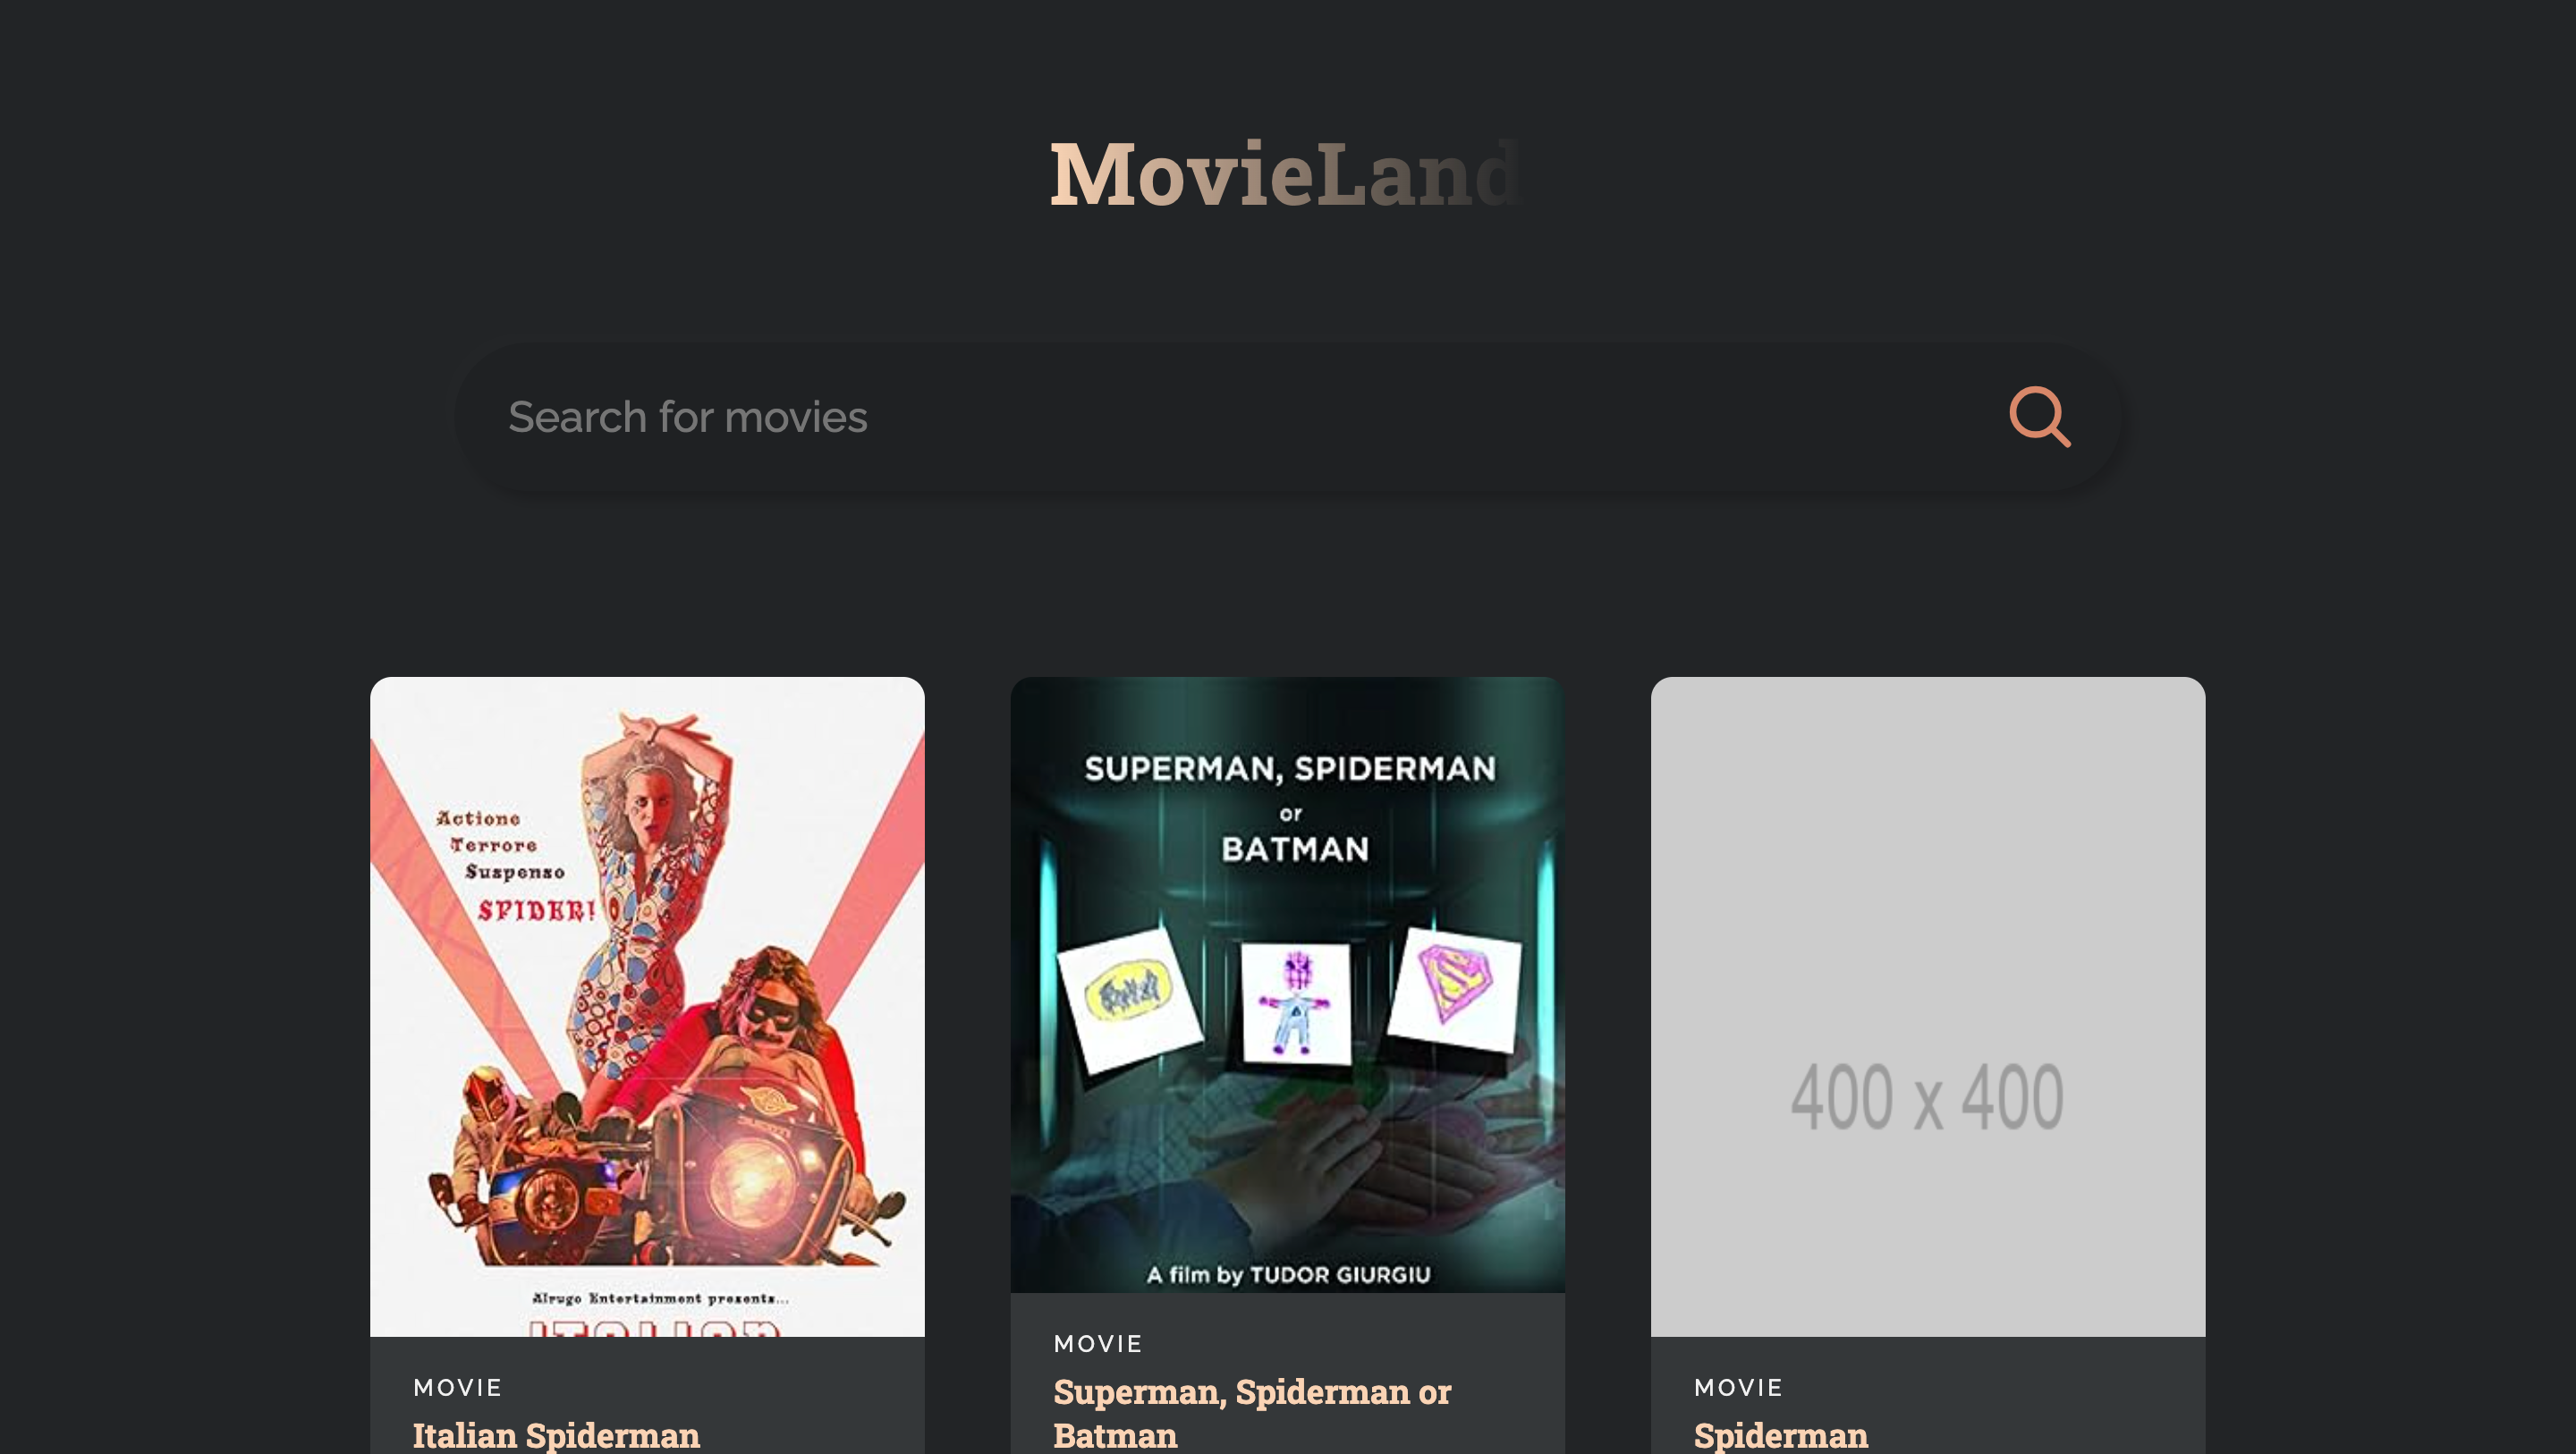 MovieLand
Search for movies
Actione
Terrore
Suspenso
SPIDER!
Alrugo Entertainment presents...
ITALIAN
MOVIE
Italian Spiderman
SUPERMAN, SPIDERMAN
or
BATMAN
A film by TUDOR GIURGIU
MOVIE
Superman, Spiderman or
Batman
400 x 400
MOVIE
Spiderman